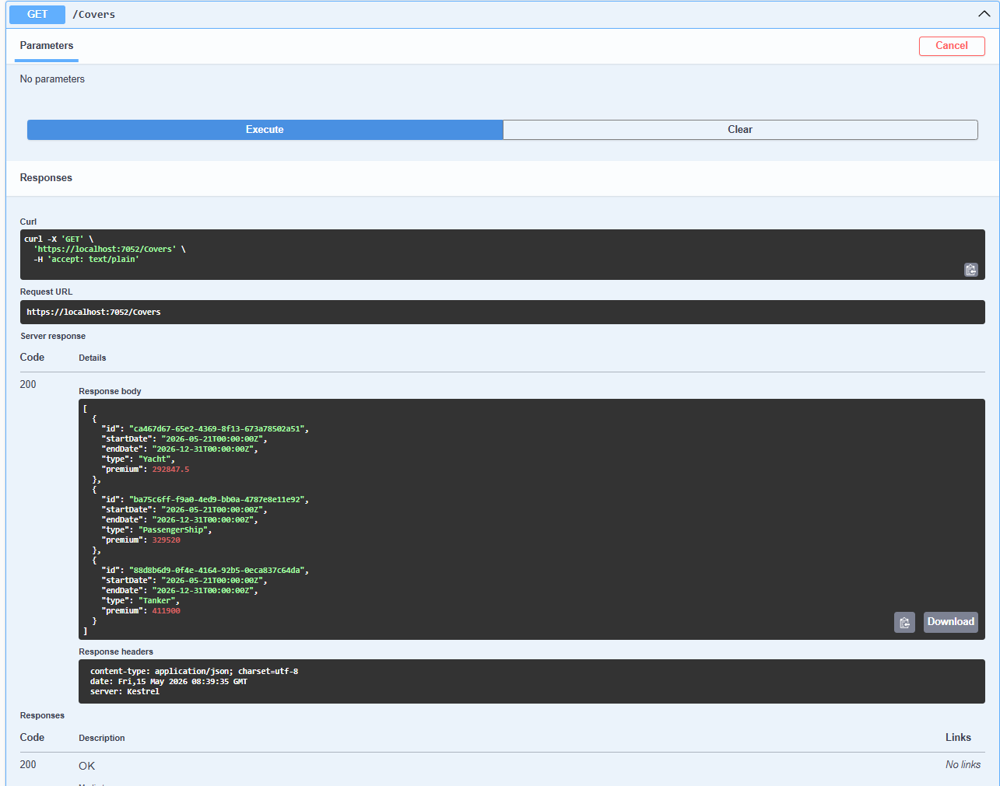 GET /Covers
Parameters
Cancel
No parameters
Execute
Clear
Responses
Curl
curl -X 'GET' \
  'https://localhost:7052/Covers' \
  -H 'accept: text/plain'
Request URL
https://localhost:7052/Covers
Server response
Code Details
200
Response body
[
  {
    "id": "ca467d67-65e2-4369-8f13-673a78502a51",
    "startDate": "2026-05-21T00:00:00Z",
    "endDate": "2026-12-31T00:00:00Z",
    "type": "Yacht",
    "premium": 292847.5
  },
  {
    "id": "ba75c6ff-f9a0-4ed9-bb0a-4787e8e11e92",
    "startDate": "2026-05-21T00:00:00Z",
    "endDate": "2026-12-31T00:00:00Z",
    "type": "PassengerShip",
    "premium": 329520
  },
  {
    "id": "88d8b6d9-0f4e-4164-92b5-0eca837c64da",
    "startDate": "2026-05-21T00:00:00Z",
    "endDate": "2026-12-31T00:00:00Z",
    "type": "Tanker",
    "premium": 411900
  }
]
Download
Response headers
content-type: application/json; charset=utf-8
date: Fri,15 May 2026 08:39:35 GMT
server: Kestrel
Responses
Code Description Links
200 OK No links